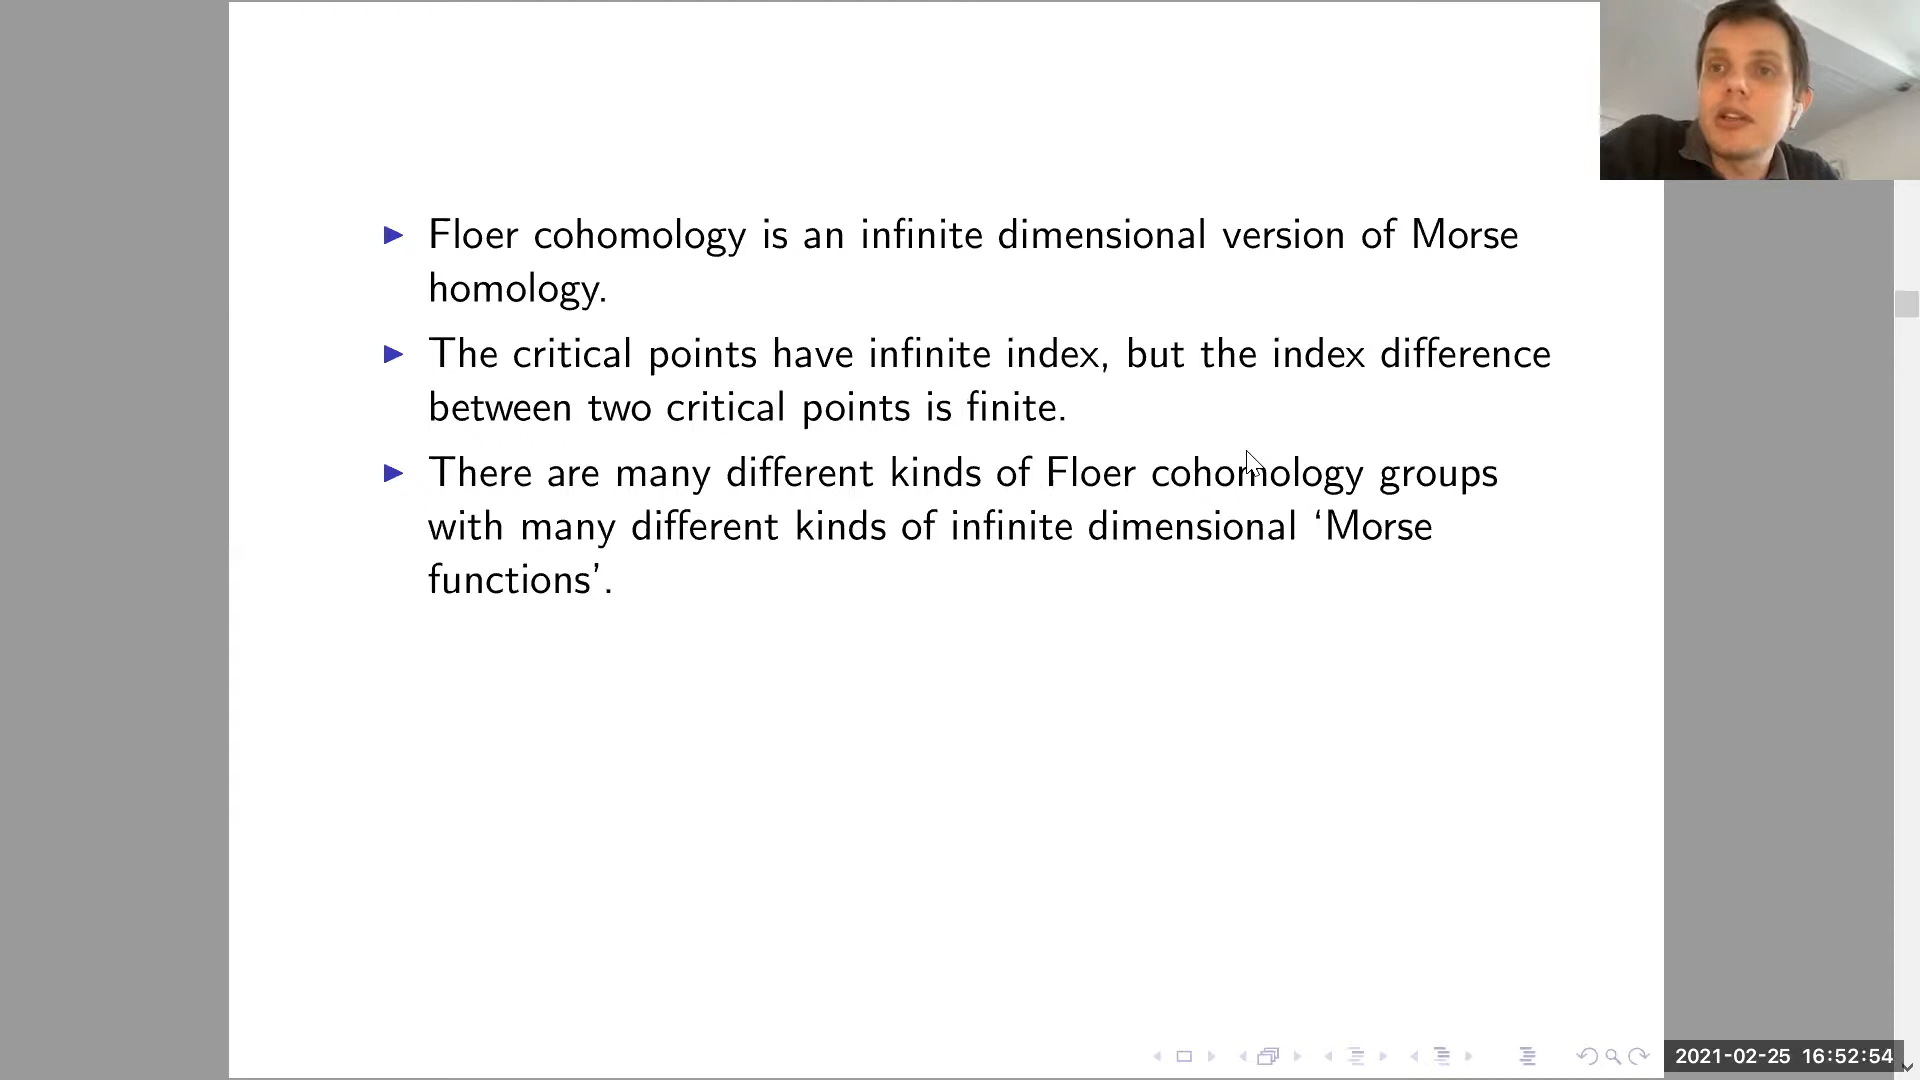 Floer cohomology is an infinite dimensional version of Morse
homology.
The critical points have infinite index, but the index difference
between two critical points is finite.
There are many different kinds of Floer cohomology groups
with many different kinds of infinite dimensional ‘Morse
functions’.
2021-02-25 16:52:54